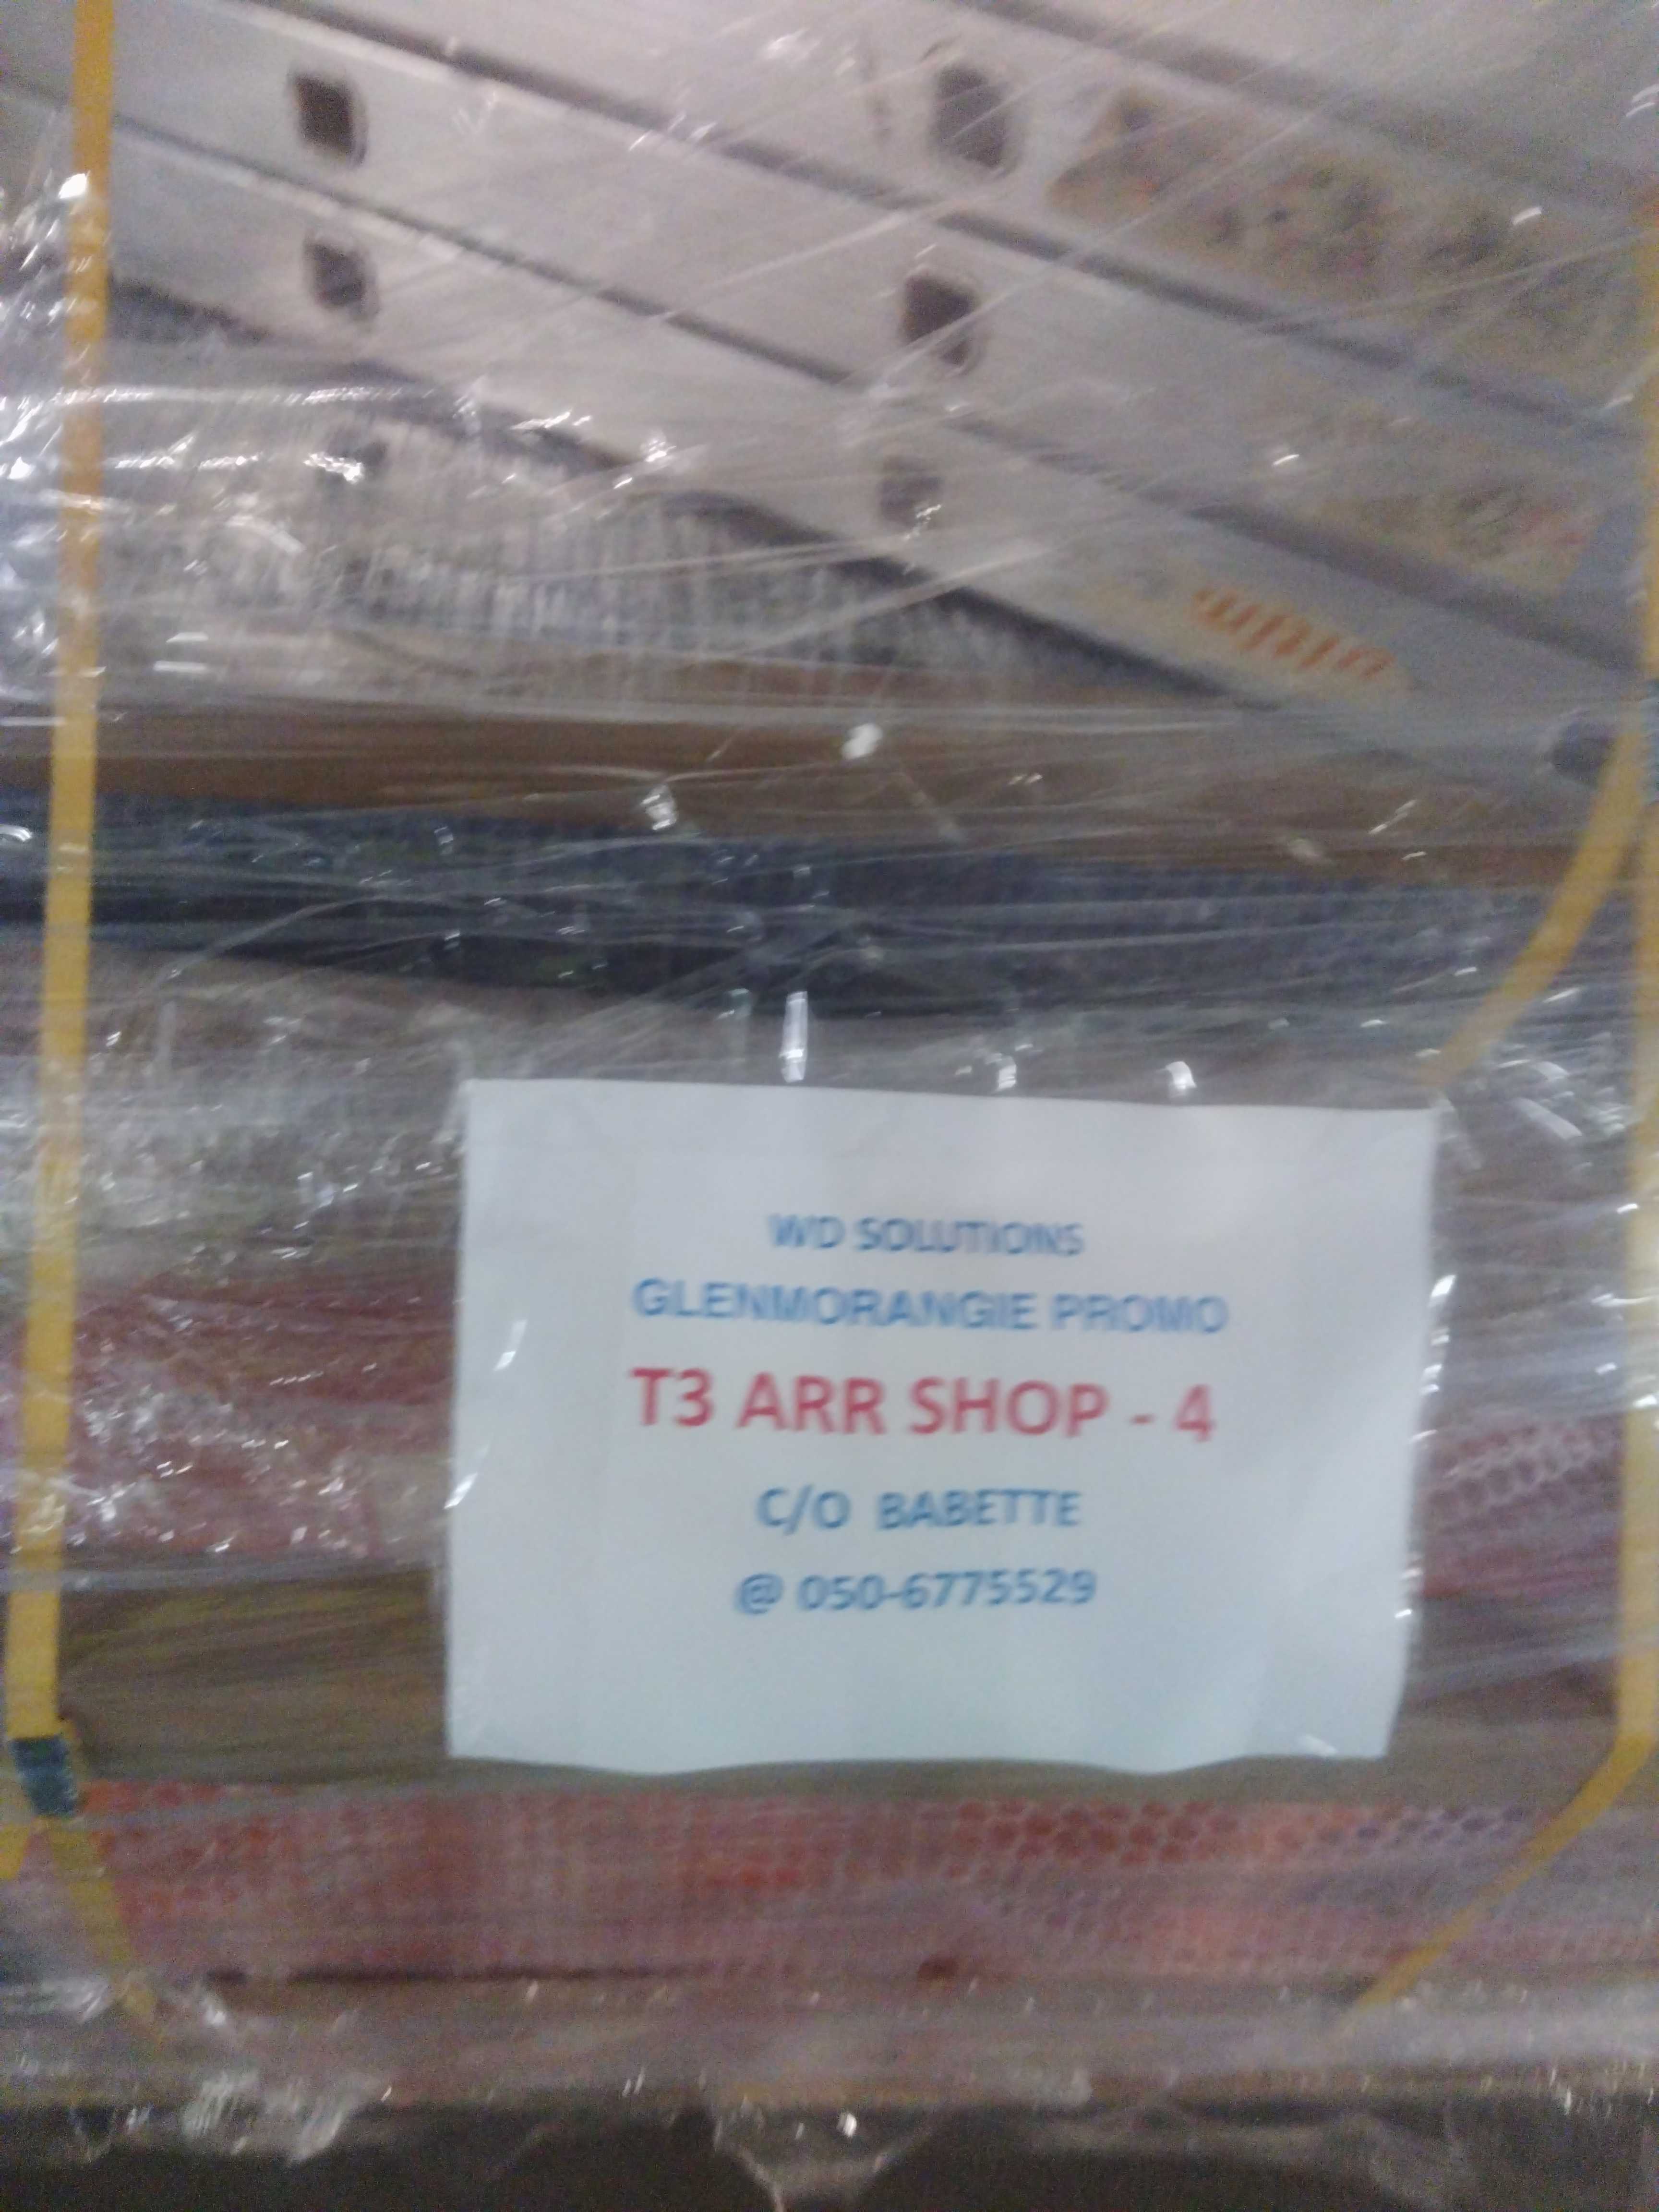 WD SOLUTIONS
GLENMORANGIE PROMO
T3 ARR SHOP - 4
C/O BABETTE
@ 050-6775529